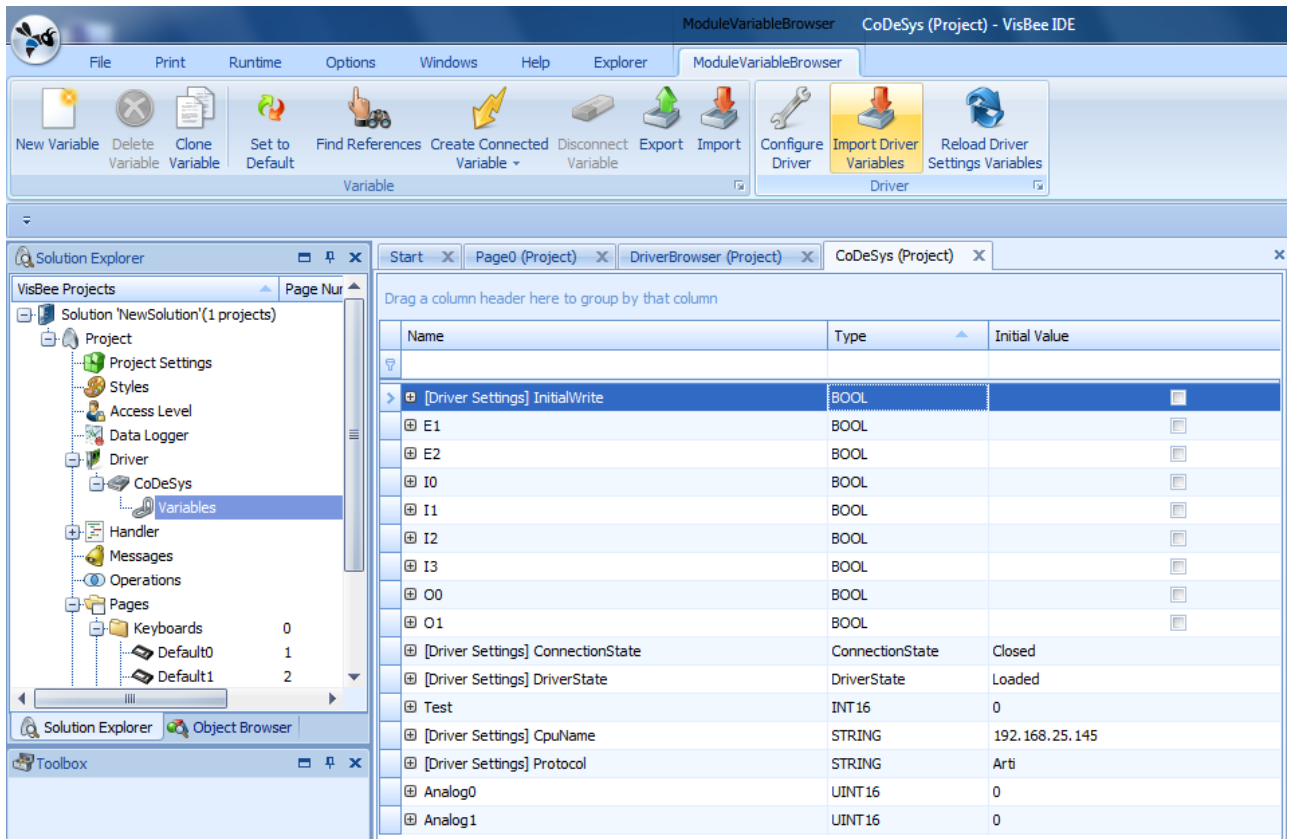 ModuleVariableBrowser CoDeSys (Project) - VisBee IDE
File Print Runtime Options Windows Help Explorer ModuleVariableBrowser
New Variable Delete Clone Set to Find References Create Connected Disconnect Export Import Configure Import Driver Reload Driver
Variable Variable Default Variable Variable Driver Variables Settings Variables
Variable Driver
Solution Explorer Start Page0 (Project) DriverBrowser (Project) CoDeSys (Project)
VisBee Projects Page Nur
Drag a column header here to group by that column
Solution 'NewSolution'(1 projects)
Project Name Type Initial Value
Project Settings
Styles
[Driver Settings] InitialWrite BOOL
Access Level
E1 BOOL
Data Logger
E2 BOOL
Driver
CoDeSys I0 BOOL
Variables I1 BOOL
Handler I2 BOOL
Messages
I3 BOOL
Operations
Pages O0 BOOL
Keyboards 0 O1 BOOL
Default0 1 [Driver Settings] ConnectionState ConnectionState Closed
Default1 2 [Driver Settings] DriverState DriverState Loaded
Test INT16 0
Solution Explorer Object Browser
[Driver Settings] CpuName STRING 192.168.25.145
Toolbox [Driver Settings] Protocol STRING Arti
Analog0 UINT16 0
Analog1 UINT16 0